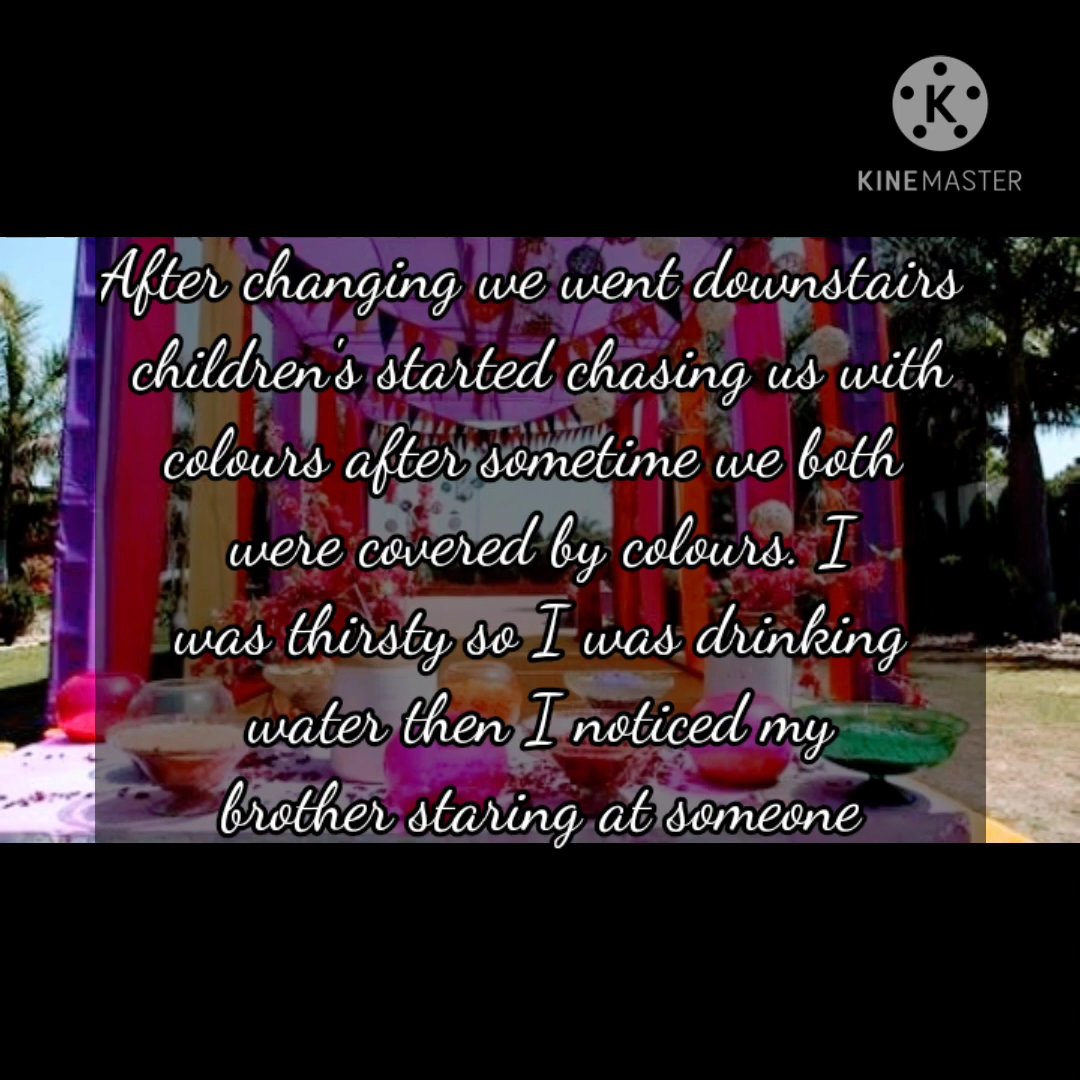 KINEMASTER
After changing we went downstairs
children's started chasing us with
colours after sometime we both
were covered by colours. I
was thirsty so I was drinking
water then I noticed my
brother staring at someone